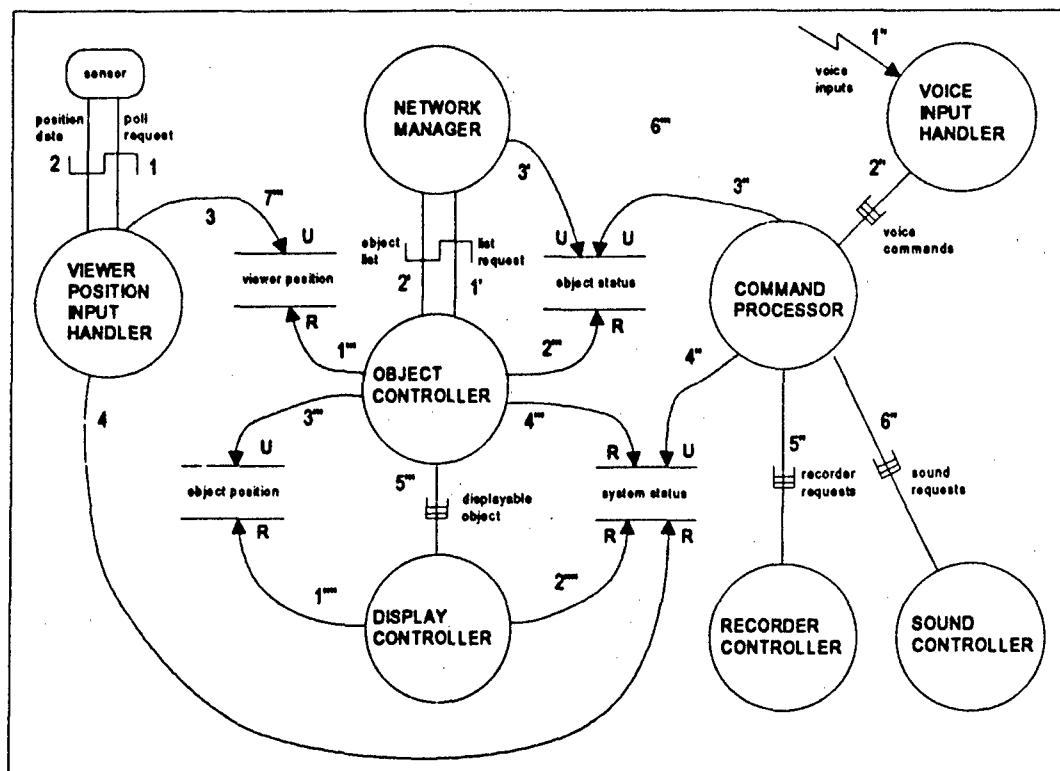 sensor
position
data
poll
request
2
1
3
7'''
U
viewer position
R
VIEWER
POSITION
INPUT
HANDLER
4
NETWORK
MANAGER
3'
object
list
list
request
2'
1'
6'''
U
U
object status
R
3''
1''
voice
inputs
VOICE
INPUT
HANDLER
2''
voice
commands
COMMAND
PROCESSOR
1'''
OBJECT
CONTROLLER
2'''
3'''
4'''
4''
U
object position
R
5'''
displayable
object
R
U
system status
R
R
5''
recorder
requests
6''
sound
requests
1''''
DISPLAY
CONTROLLER
2''''
RECORDER
CONTROLLER
SOUND
CONTROLLER